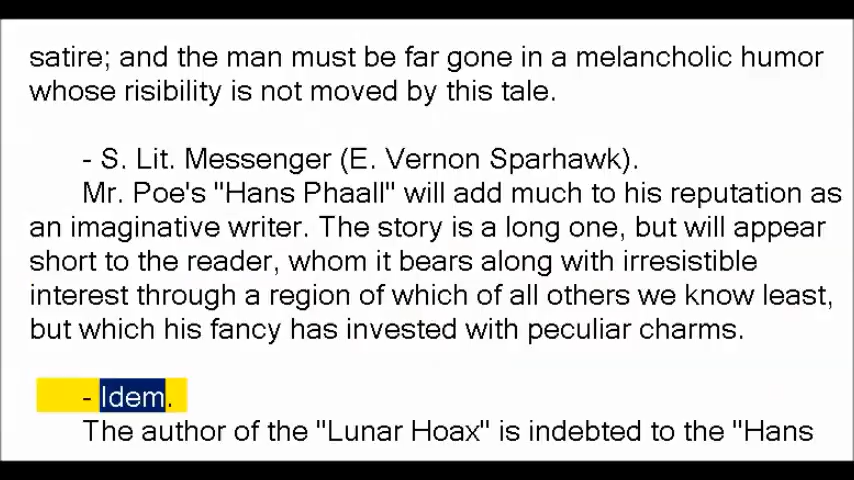 satire; and the man must be far gone in a melancholic humor
whose risibility is not moved by this tale.
- S. Lit. Messenger (E. Vernon Sparhawk).
Mr. Poe's "Hans Phaall" will add much to his reputation as
an imaginative writer. The story is a long one, but will appear
short to the reader, whom it bears along with irresistible
interest through a region of which of all others we know least,
but which his fancy has invested with peculiar charms.
- Idem.
The author of the "Lunar Hoax" is indebted to the "Hans